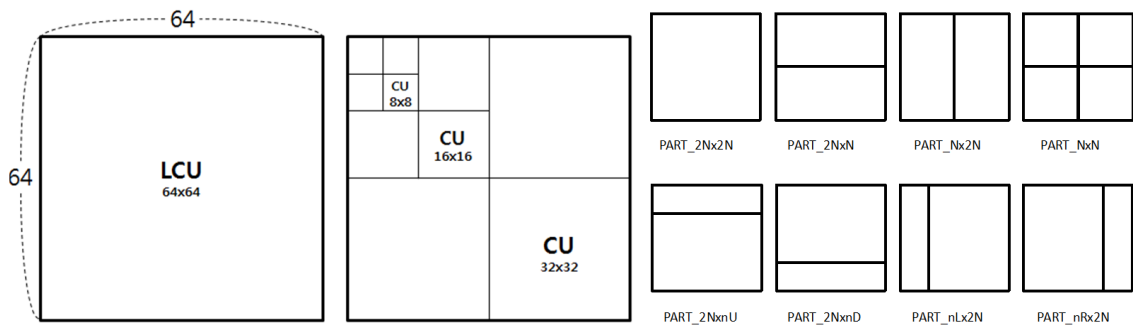 64
64
LCU
64x64
CU
8x8
CU
16x16
CU
32x32
PART_2Nx2N
PART_2NxN
PART_Nx2N
PART_NxN
PART_2NxnU
PART_2NxnD
PART_nLx2N
PART_nRx2N